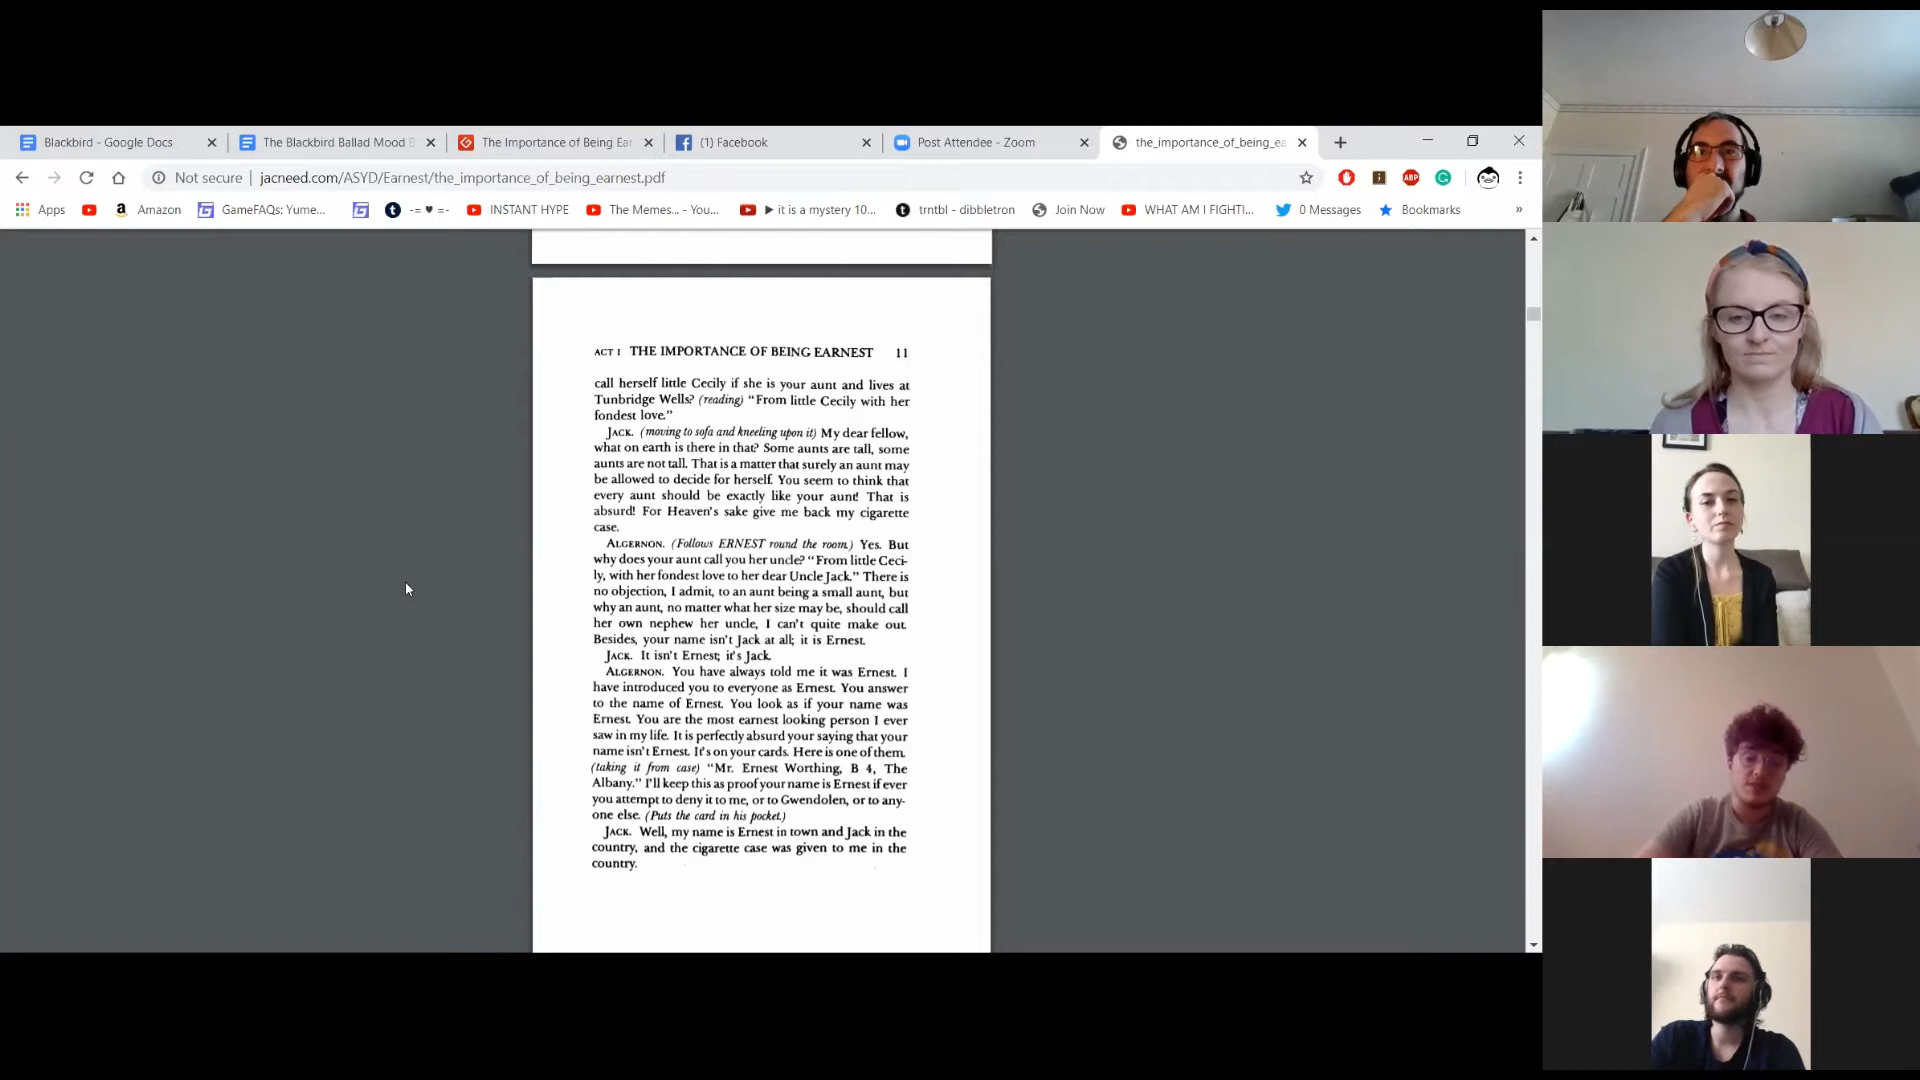 Blackbird - Google Docs
The Blackbird Ballad Mood B
The Importance of Being Ear
(1) Facebook
Post Attendee - Zoom
the_importance_of_being_ea
Not secure | jacneed.com/ASYD/Earnest/the_importance_of_being_earnest.pdf
ABP
Apps
Amazon
GameFAQs: Yume...
-= ♥ =-
INSTANT HYPE
The Memes... - You...
▶ it is a mystery 10...
trntbl - dibbletron
Join Now
WHAT AM I FIGHTI...
0 Messages
Bookmarks
»
ACT I THE IMPORTANCE OF BEING EARNEST 11
call herself little Cecily if she is your aunt and lives at
Tunbridge Wells? (reading) “From little Cecily with her
fondest love.”
JACK. (moving to sofa and kneeling upon it) My dear fellow,
what on earth is there in that? Some aunts are tall, some
aunts are not tall. That is a matter that surely an aunt may
be allowed to decide for herself. You seem to think that
every aunt should be exactly like your aunt! That is
absurd! For Heaven’s sake give me back my cigarette
case.
ALGERNON. (Follows ERNEST round the room.) Yes. But
why does your aunt call you her uncle? “From little Ceci-
ly, with her fondest love to her dear Uncle Jack.” There is
no objection, I admit, to an aunt being a small aunt, but
why an aunt, no matter what her size may be, should call
her own nephew her uncle, I can’t quite make out.
Besides, your name isn’t Jack at all; it is Ernest.
JACK. It isn’t Ernest; it’s Jack.
ALGERNON. You have always told me it was Ernest. I
have introduced you to everyone as Ernest. You answer
to the name of Ernest. You look as if your name was
Ernest. You are the most earnest looking person I ever
saw in my life. It is perfectly absurd your saying that your
name isn’t Ernest. It’s on your cards. Here is one of them.
(taking it from case) “Mr. Ernest Worthing, B 4, The
Albany.” I’ll keep this as proof your name is Ernest if ever
you attempt to deny it to me, or to Gwendolen, or to any-
one else. (Puts the card in his pocket.)
JACK. Well, my name is Ernest in town and Jack in the
country, and the cigarette case was given to me in the
country.